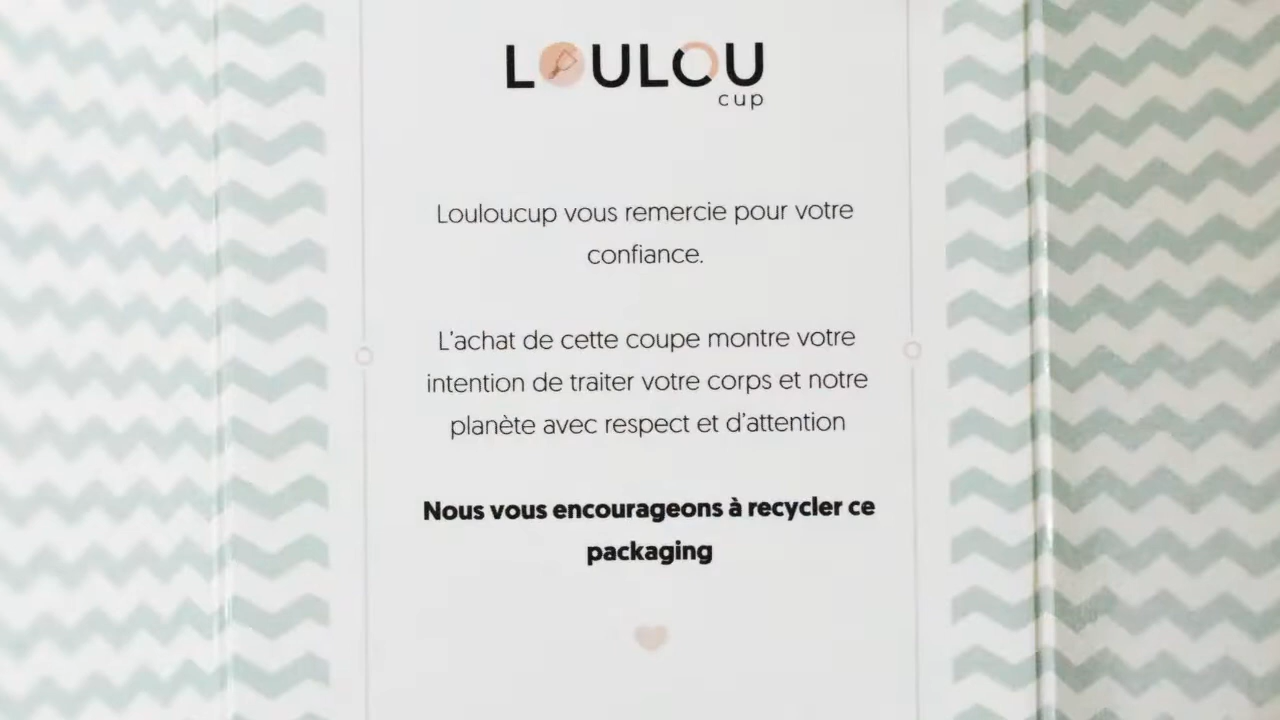 LOULOU
cup
Louloucup vous remercie pour votre
confiance.
L'achat de cette coupe montre votre
intention de traiter votre corps et notre
planète avec respect et d'attention
Nous vous encourageons à recycler ce
packaging